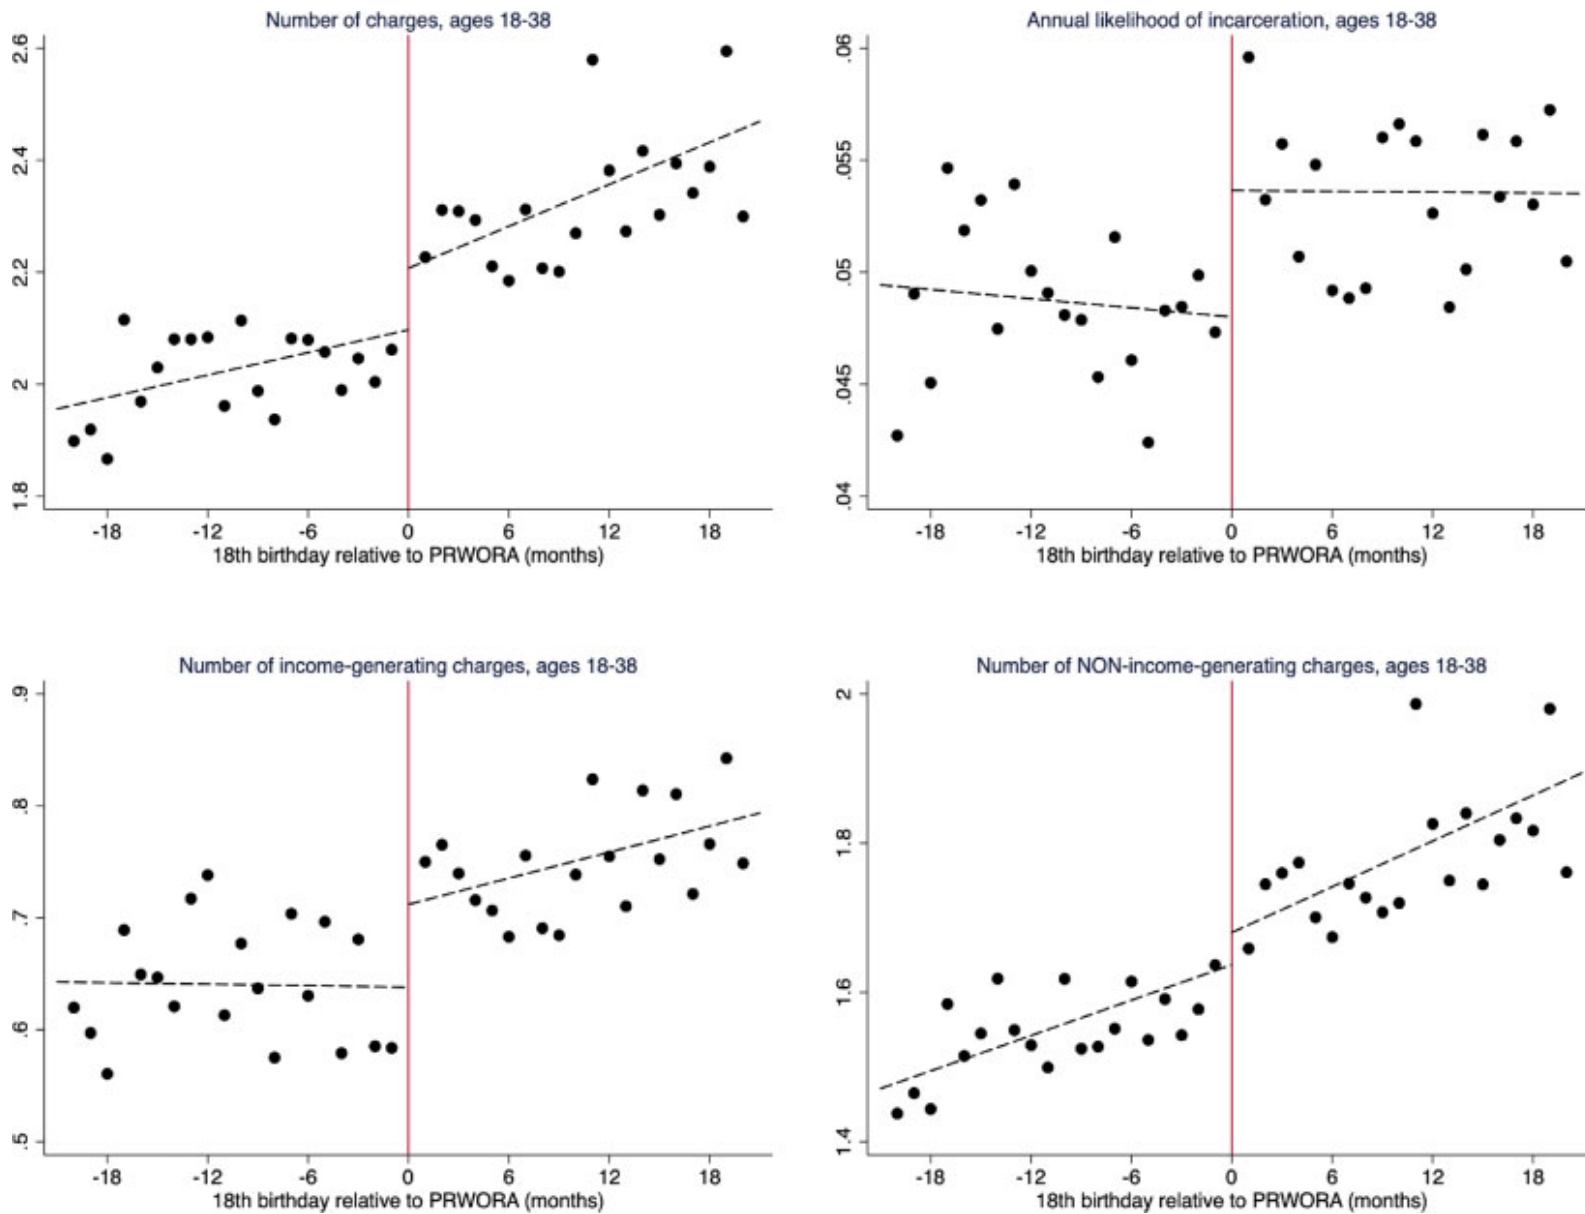 Number of charges, ages 18-38
2.6
2.4
2.2
2
1.8
-18 -12 -6 0 6 12 18
18th birthday relative to PRWORA (months)
Annual likelihood of incarceration, ages 18-38
.06
.055
.05
.045
.04
-18 -12 -6 0 6 12 18
18th birthday relative to PRWORA (months)
Number of income-generating charges, ages 18-38
.9
.8
.7
.6
.5
-18 -12 -6 0 6 12 18
18th birthday relative to PRWORA (months)
Number of NON-income-generating charges, ages 18-38
2
1.8
1.6
1.4
-18 -12 -6 0 6 12 18
18th birthday relative to PRWORA (months)